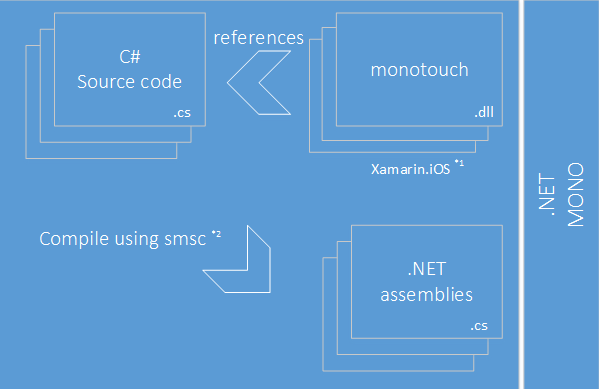 C#
Source code
.cs
references
monotouch
.dll
Xamarin.iOS *1
Compile using smsc *2
.NET
assemblies
.cs
.NET
MONO